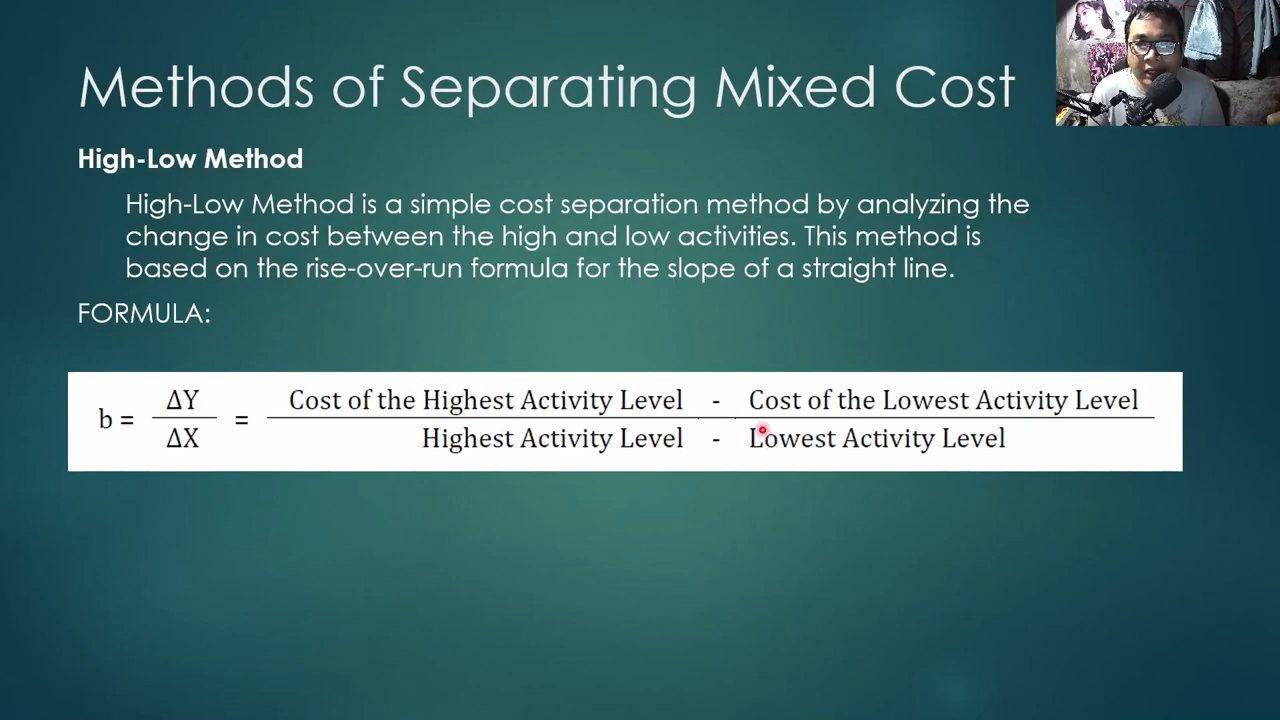 Methods of Separating Mixed Cost
High-Low Method
High-Low Method is a simple cost separation method by analyzing the
change in cost between the high and low activities. This method is
based on the rise-over-run formula for the slope of a straight line.
FORMULA:
b = ΔY / ΔX = Cost of the Highest Activity Level - Cost of the Lowest Activity Level
Highest Activity Level - Lowest Activity Level